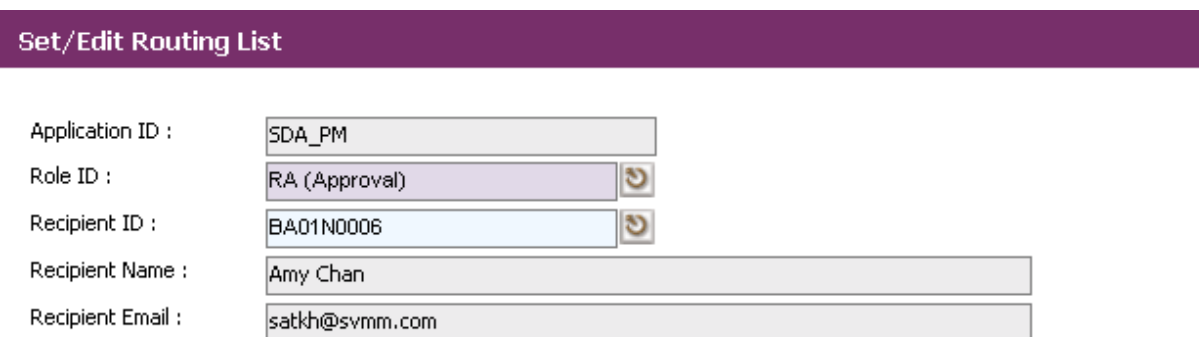 Set/Edit Routing List
Application ID : SDA_PM
Role ID : RA (Approval)
Recipient ID : BA01N0006
Recipient Name : Amy Chan
Recipient Email : satkh@svmm.com